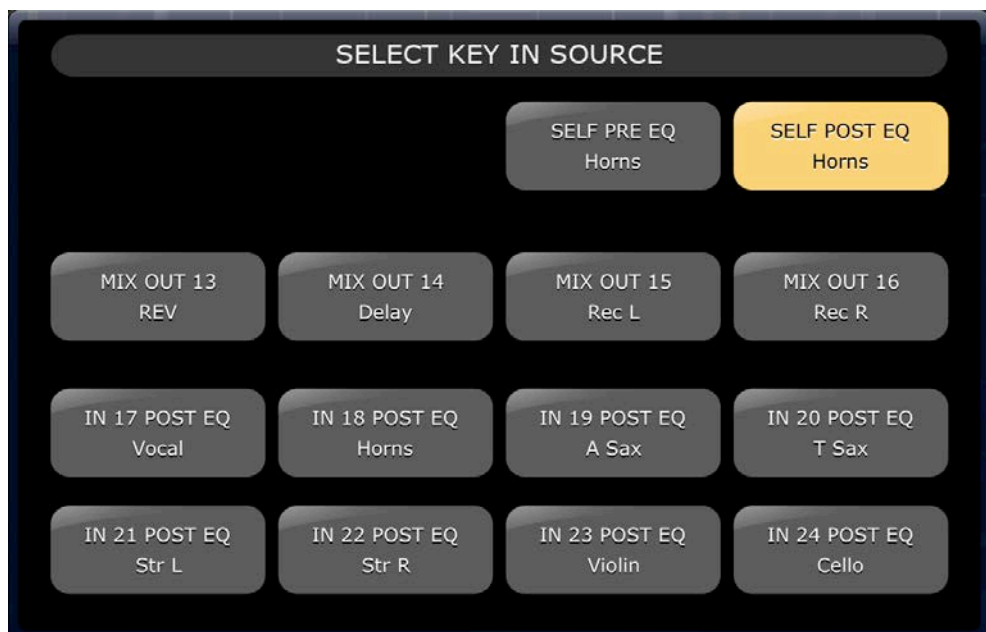 SELECT KEY IN SOURCE
SELF PRE EQ
Horns
SELF POST EQ
Horns
MIX OUT 13
REV
MIX OUT 14
Delay
MIX OUT 15
Rec L
MIX OUT 16
Rec R
IN 17 POST EQ
Vocal
IN 18 POST EQ
Horns
IN 19 POST EQ
A Sax
IN 20 POST EQ
T Sax
IN 21 POST EQ
Str L
IN 22 POST EQ
Str R
IN 23 POST EQ
Violin
IN 24 POST EQ
Cello